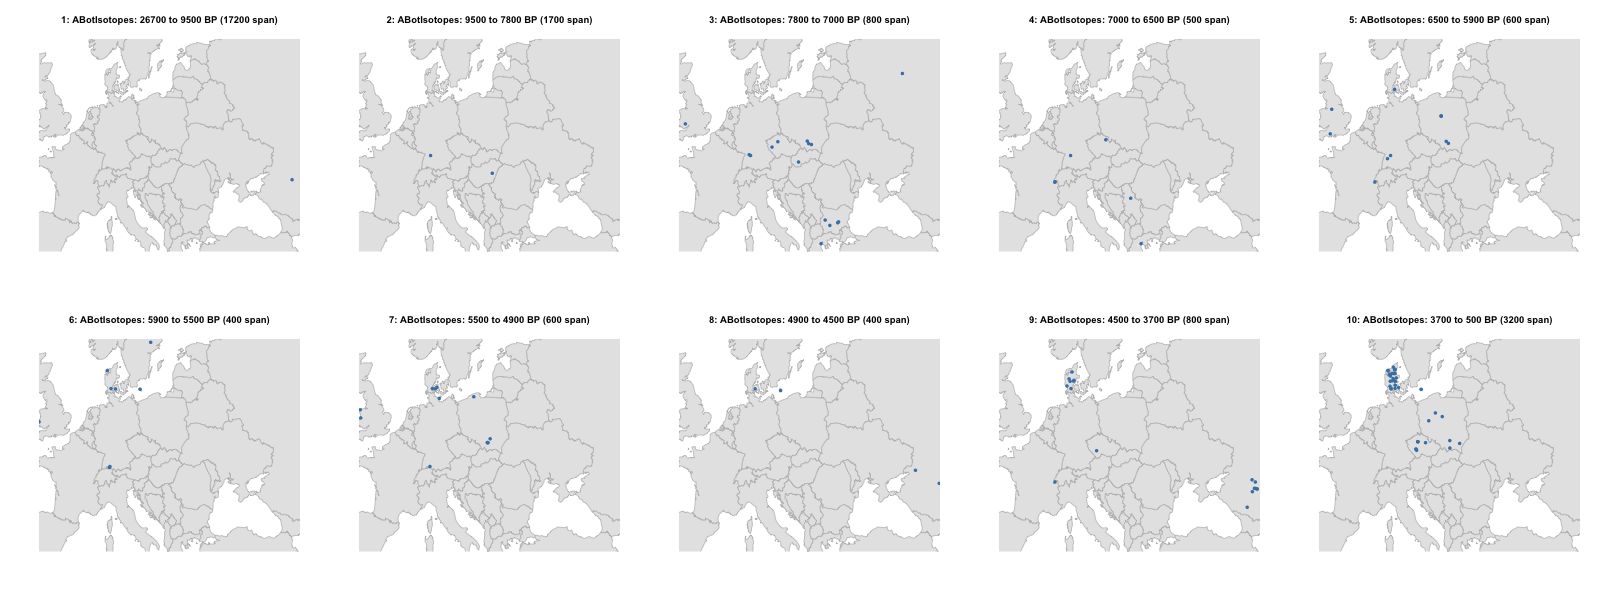 1: ABotIsotopes: 26700 to 9500 BP (17200 span)
2: ABotIsotopes: 9500 to 7800 BP (1700 span)
3: ABotIsotopes: 7800 to 7000 BP (800 span)
4: ABotIsotopes: 7000 to 6500 BP (500 span)
5: ABotIsotopes: 6500 to 5900 BP (600 span)
6: ABotIsotopes: 5900 to 5500 BP (400 span)
7: ABotIsotopes: 5500 to 4900 BP (600 span)
8: ABotIsotopes: 4900 to 4500 BP (400 span)
9: ABotIsotopes: 4500 to 3700 BP (800 span)
10: ABotIsotopes: 3700 to 500 BP (3200 span)